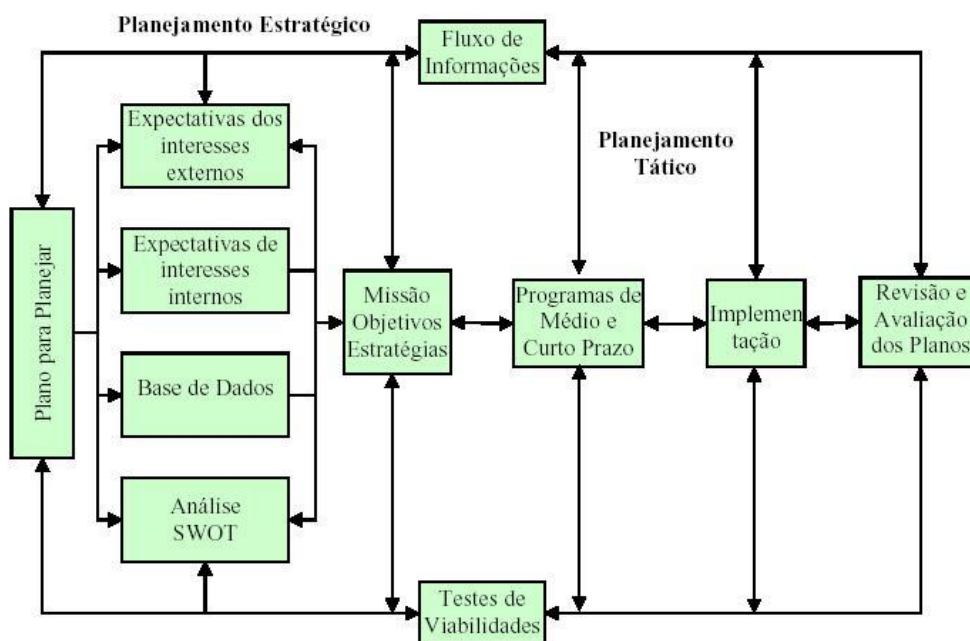 Planejamento Estratégico
Fluxo de
Informações
Expectativas dos
interesses
externos
Planejamento
Tático
Plano para Planejar
Expectativas de
interesses
internos
Missão
Objetivos
Estratégias
Programas de
Médio e
Curto Prazo
Implemen
tação
Revisão e
Avaliação
dos Planos
Base de Dados
Análise
SWOT
Testes de
Viabilidades